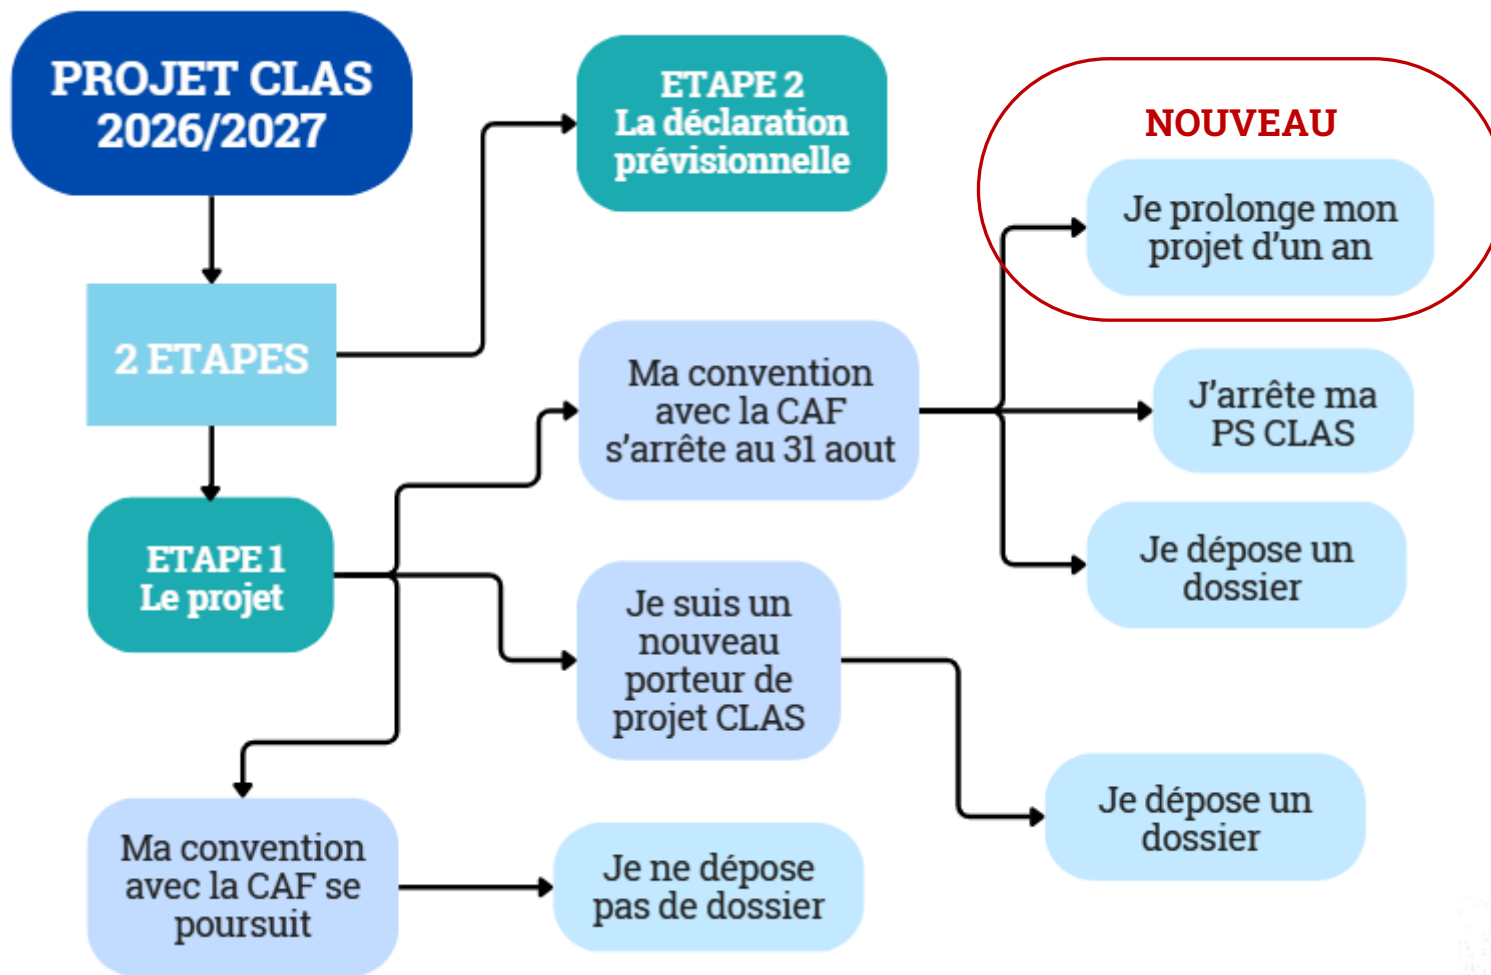 PROJET CLAS
2026/2027
2 ETAPES
ETAPE 2
La déclaration
prévisionnelle
ETAPE 1
Le projet
Ma convention
avec la CAF
s'arrête au 31 aout
NOUVEAU
Je prolonge mon
projet d'un an
J'arrête ma
PS CLAS
Je dépose un
dossier
Je suis un
nouveau
porteur de
projet CLAS
Je dépose un
dossier
Ma convention
avec la CAF se
poursuit
Je ne dépose
pas de dossier